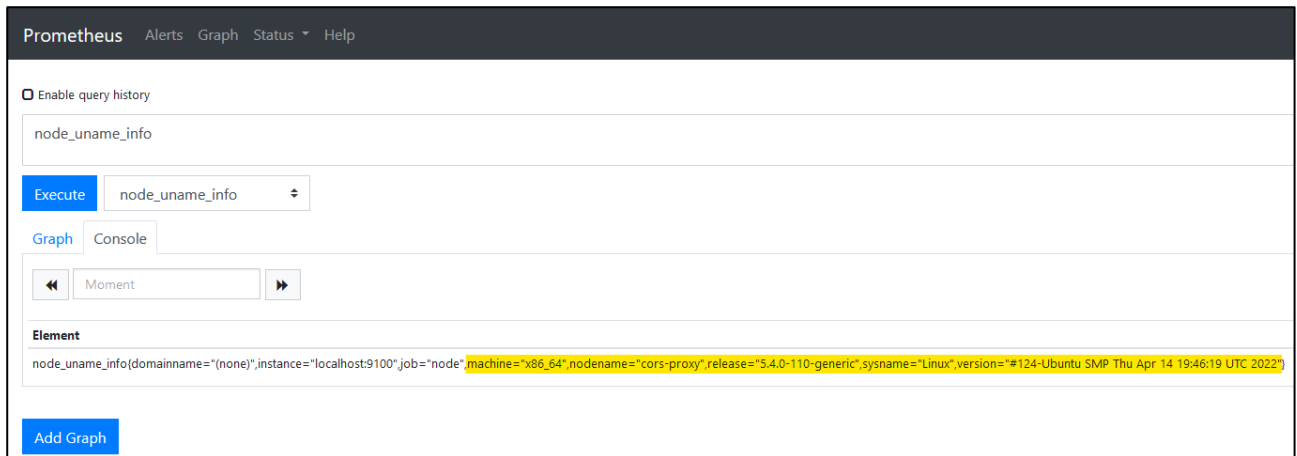 Prometheus Alerts Graph Status Help
Enable query history
node_uname_info
Execute node_uname_info
Graph Console
Moment
Element
node_uname_info{domainname="(none)",instance="localhost:9100",job="node",machine="x86_64",nodename="cors-proxy",release="5.4.0-110-generic",sysname="Linux",version="#124-Ubuntu SMP Thu Apr 14 19:46:19 UTC 2022"}
Add Graph